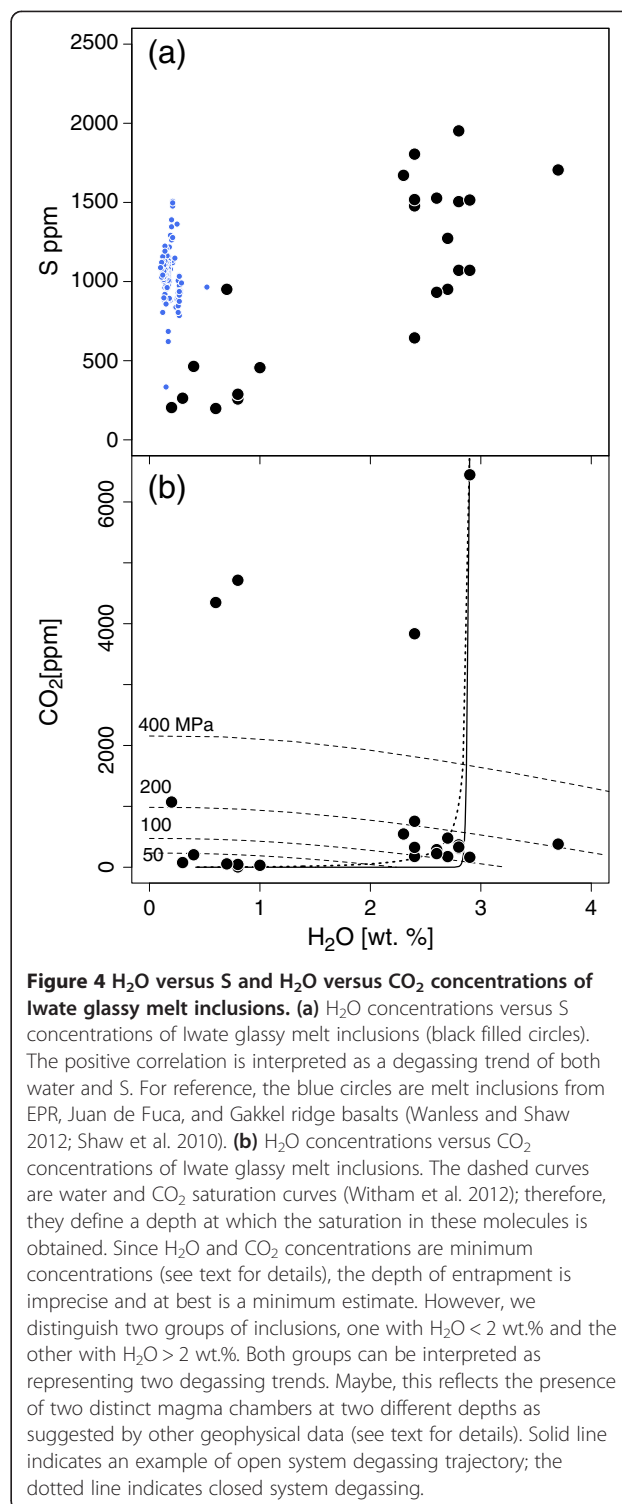 (a)
2500
2000
1500
1000
500
0
S ppm
(b)
6000
4000
2000
0
CO₂[ppm]
400 MPa
200
100
50
0 1 2 3 4
H₂O [wt. %]
Figure 4 H₂O versus S and H₂O versus CO₂ concentrations of
Iwate glassy melt inclusions. (a) H₂O concentrations versus S
concentrations of Iwate glassy melt inclusions (black filled circles).
The positive correlation is interpreted as a degassing trend of both
water and S. For reference, the blue circles are melt inclusions from
EPR, Juan de Fuca, and Gakkel ridge basalts (Wanless and Shaw
2012; Shaw et al. 2010). (b) H₂O concentrations versus CO₂
concentrations of Iwate glassy melt inclusions. The dashed curves
are water and CO₂ saturation curves (Witham et al. 2012); therefore,
they define a depth at which the saturation in these molecules is
obtained. Since H₂O and CO₂ concentrations are minimum
concentrations (see text for details), the depth of entrapment is
imprecise and at best is a minimum estimate. However, we
distinguish two groups of inclusions, one with H₂O < 2 wt.% and the
other with H₂O > 2 wt.%. Both groups can be interpreted as
representing two degassing trends. Maybe, this reflects the presence
of two distinct magma chambers at two different depths as
suggested by other geophysical data (see text for details). Solid line
indicates an example of open system degassing trajectory; the
dotted line indicates closed system degassing.